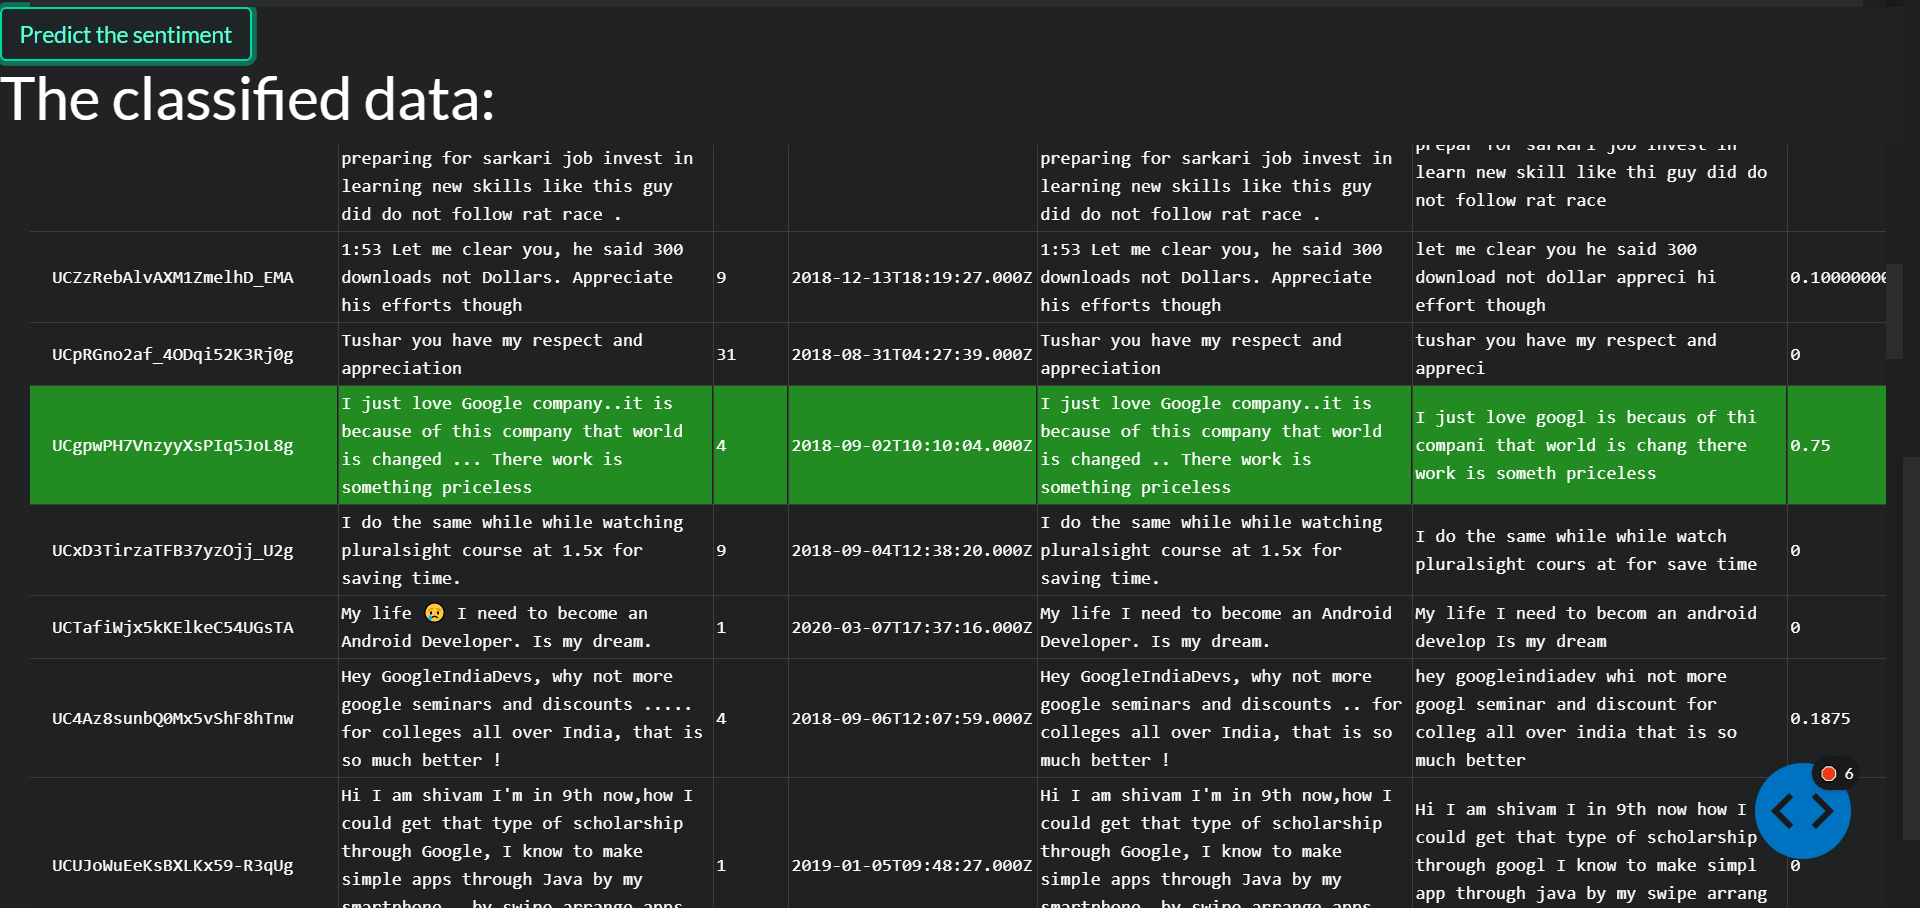 Predict the sentiment
The classified data:
preparing for sarkari job invest in
learning new skills like this guy
did do not follow rat race .
preparing for sarkari job invest in
learning new skills like this guy
did do not follow rat race .
prepar for sarkari job invest in
learn new skill like thi guy did do
not follow rat race
UCZzRebAlvAXM1ZmelhD_EMA
1:53 Let me clear you, he said 300
downloads not Dollars. Appreciate
his efforts though
9
2018-12-13T18:19:27.000Z
1:53 Let me clear you, he said 300
downloads not Dollars. Appreciate
his efforts though
let me clear you he said 300
download not dollar appreci hi
effort though
0.10000000
UCpRGno2af_4ODqi52K3Rj0g
Tushar you have my respect and
appreciation
31
2018-08-31T04:27:39.000Z
Tushar you have my respect and
appreciation
tushar you have my respect and
appreci
0
UCgpwPH7VnzyyXsPIq5JoL8g
I just love Google company..it is
because of this company that world
is changed ... There work is
something priceless
4
2018-09-02T10:10:04.000Z
I just love Google company..it is
because of this company that world
is changed .. There work is
something priceless
I just love googl is becaus of thi
compani that world is chang there
work is someth priceless
0.75
UCxD3TirzaTFB37yzOjj_U2g
I do the same while while watching
pluralsight course at 1.5x for
saving time.
9
2018-09-04T12:38:20.000Z
I do the same while while watching
pluralsight course at 1.5x for
saving time.
I do the same while while watch
pluralsight cours at for save time
0
UCTafiWjx5kKElkeC54UGsTA
My life 😥 I need to become an
Android Developer. Is my dream.
1
2020-03-07T17:37:16.000Z
My life I need to become an Android
Developer. Is my dream.
My life I need to becom an android
develop Is my dream
0
UC4Az8sunbQ0Mx5vShF8hTnw
Hey GoogleIndiaDevs, why not more
google seminars and discounts .....
for colleges all over India, that is
so much better !
4
2018-09-06T12:07:59.000Z
Hey GoogleIndiaDevs, why not more
google seminars and discounts .. for
colleges all over India, that is so
much better !
hey googleindiadev whi not more
googl seminar and discount for
colleg all over india that is so
much better
0.1875
6
UCUJoWuEeKsBXLKx59-R3qUg
Hi I am shivam I'm in 9th now,how I
could get that type of scholarship
through Google, I know to make
simple apps through Java by my
smartphone , by swipe arrange apps
1
2019-01-05T09:48:27.000Z
Hi I am shivam I'm in 9th now,how I
could get that type of scholarship
through Google, I know to make
simple apps through Java by my
smartphone , by swipe arrange apps
Hi I am shivam I in 9th now how I
could get that type of scholarship
through googl I know to make simpl
app through java by my swipe arrang
0